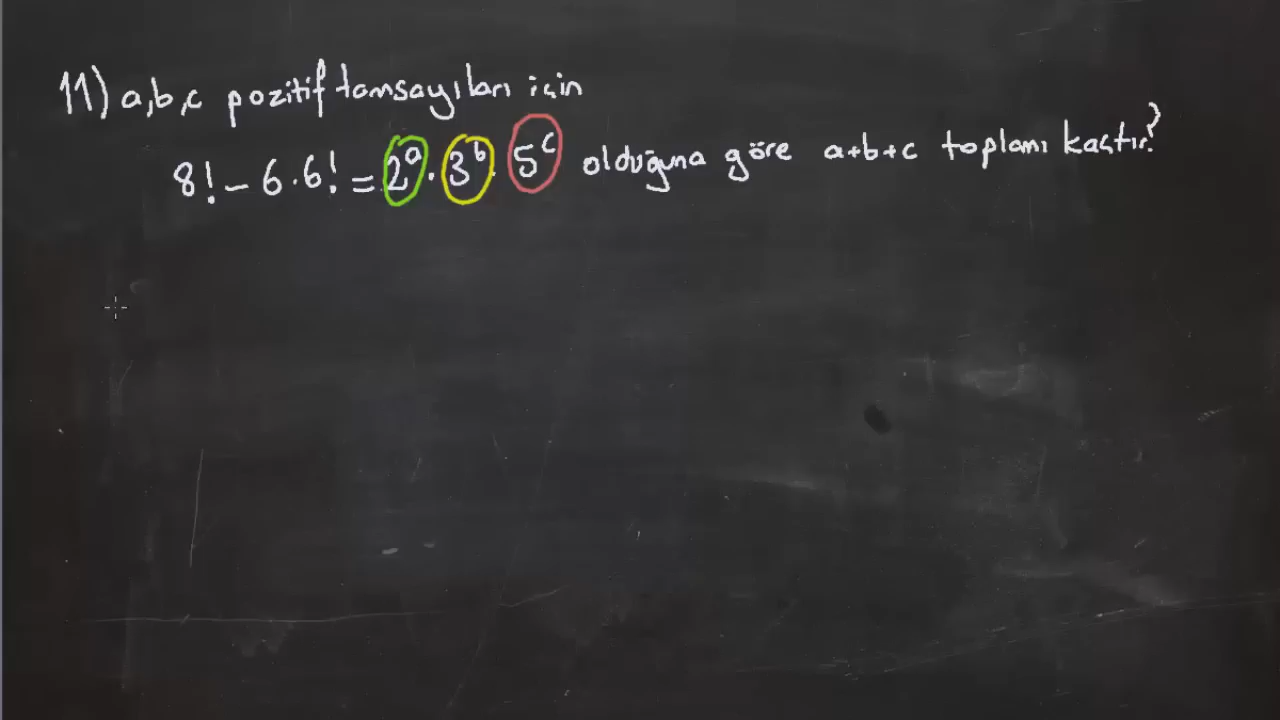 11) a,b,c pozitif tamsayıları için
8! - 6.6! = 2^a . 3^b . 5^c olduğuna göre a+b+c toplamı kaçtır?